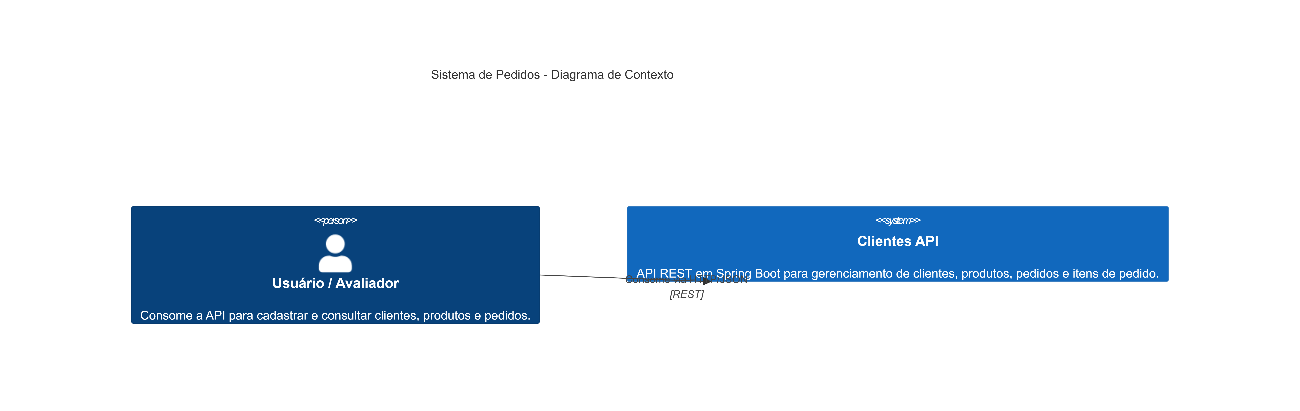 Sistema de Pedidos - Diagrama de Contexto
<<person>>
Usuário / Avaliador
Consome a API para cadastrar e consultar clientes, produtos e pedidos.
<<system>>
Clientes API
API REST em Spring Boot para gerenciamento de clientes, produtos, pedidos e itens de pedido.
[REST]